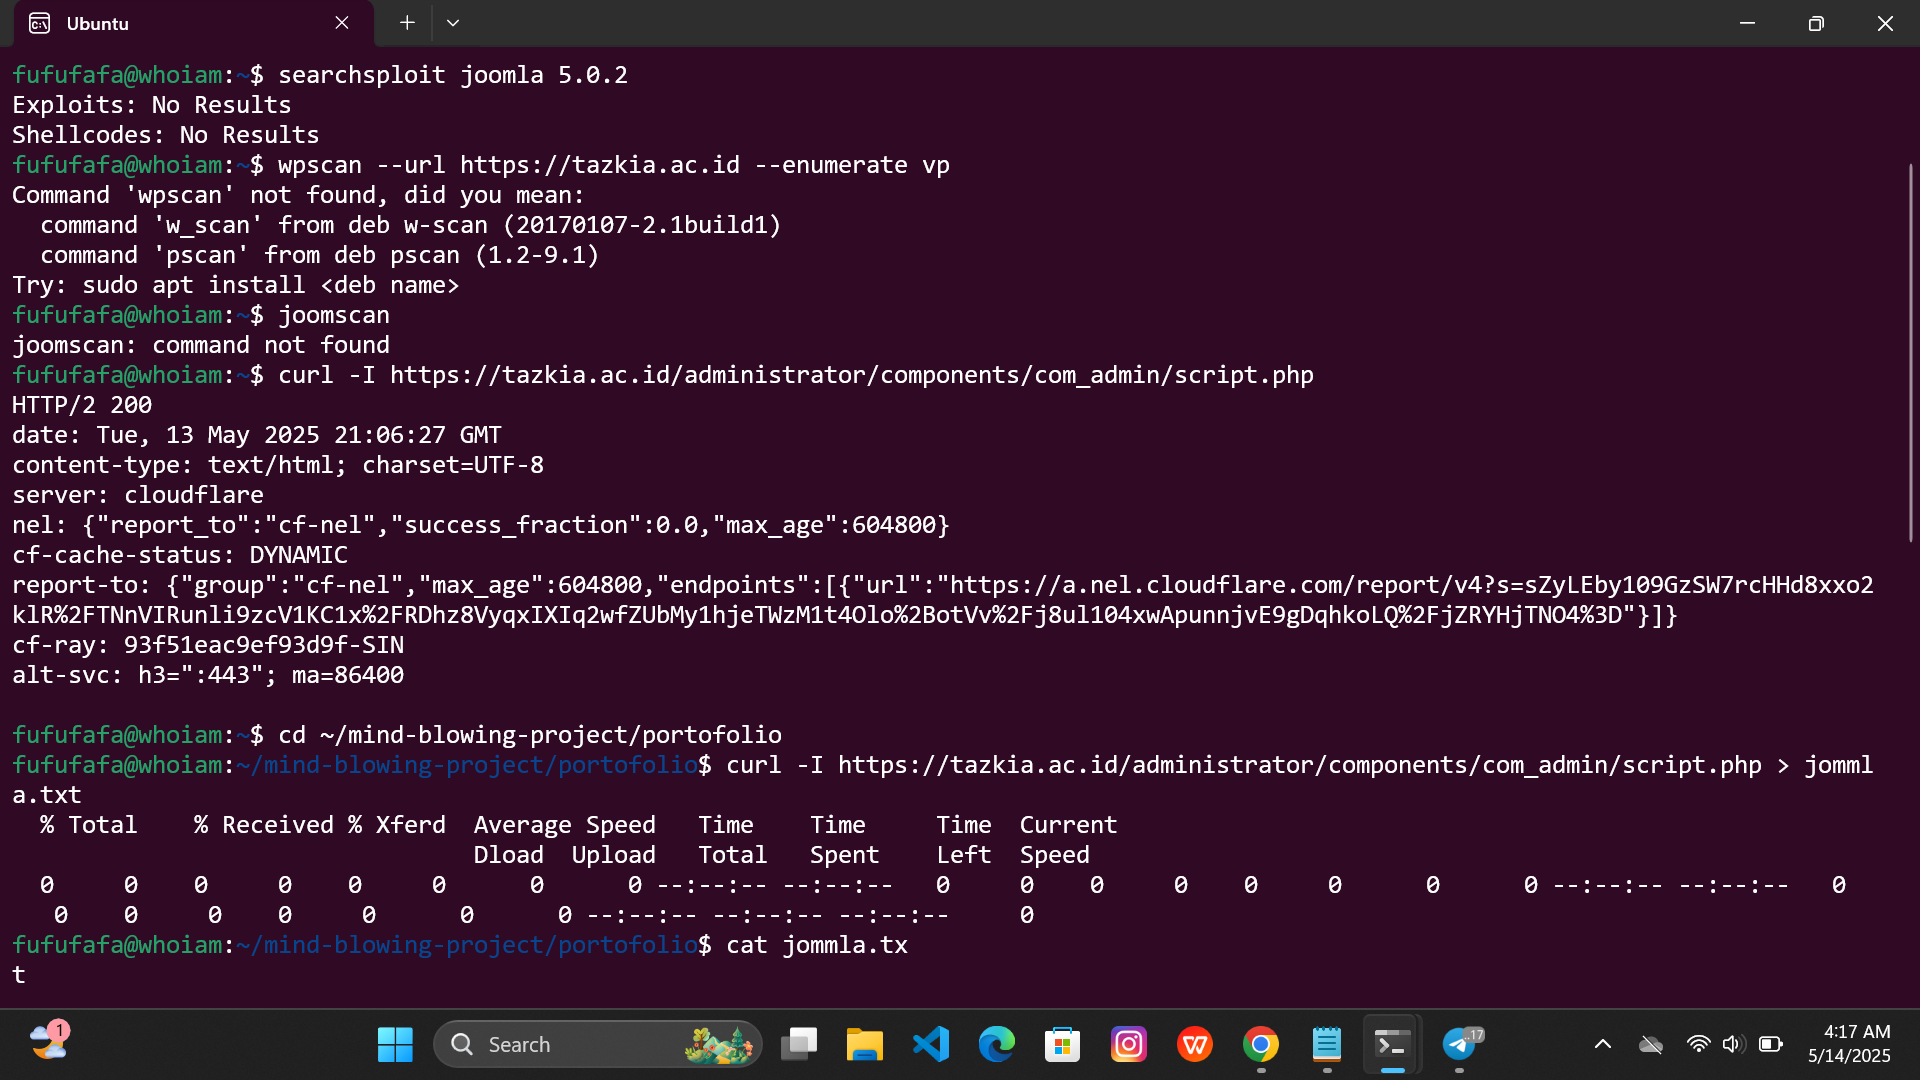 Ubuntu
fufufafa@whoiam:~$ searchsploit joomla 5.0.2
Exploits: No Results
Shellcodes: No Results
fufufafa@whoiam:~$ wpscan --url https://tazkia.ac.id --enumerate vp
Command 'wpscan' not found, did you mean:
  command 'w_scan' from deb w-scan (20170107-2.1build1)
  command 'pscan' from deb pscan (1.2-9.1)
Try: sudo apt install <deb name>
fufufafa@whoiam:~$ joomscan
joomscan: command not found
fufufafa@whoiam:~$ curl -I https://tazkia.ac.id/administrator/components/com_admin/script.php
HTTP/2 200
date: Tue, 13 May 2025 21:06:27 GMT
content-type: text/html; charset=UTF-8
server: cloudflare
nel: {"report_to":"cf-nel","success_fraction":0.0,"max_age":604800}
cf-cache-status: DYNAMIC
report-to: {"group":"cf-nel","max_age":604800,"endpoints":[{"url":"https://a.nel.cloudflare.com/report/v4?s=sZyLEby109GzSW7rcHHd8xxo2
klR%2FTNnVIRunli9zcV1KC1x%2FRDhz8VyqxIXIq2wfZUbMy1hjeTWzM1t4Olo%2BotVv%2Fj8ul104xwApunnjvE9gDqhkoLQ%2FjZRYHjTNO4%3D"}]}
cf-ray: 93f51eac9ef93d9f-SIN
alt-svc: h3=":443"; ma=86400
fufufafa@whoiam:~$ cd ~/mind-blowing-project/portofolio
fufufafa@whoiam:~/mind-blowing-project/portofolio$ curl -I https://tazkia.ac.id/administrator/components/com_admin/script.php > jomml
a.txt
  % Total    % Received % Xferd  Average Speed   Time    Time     Time  Current
                                 Dload  Upload   Total   Spent    Left  Speed
  0     0    0     0    0     0      0      0 --:--:-- --:--:--   0     0    0     0    0     0      0      0 --:--:-- --:--:--   0
   0    0     0    0     0      0      0 --:--:-- --:--:-- --:--:--     0
fufufafa@whoiam:~/mind-blowing-project/portofolio$ cat jommla.tx
t
1
Search
17
4:17 AM
5/14/2025